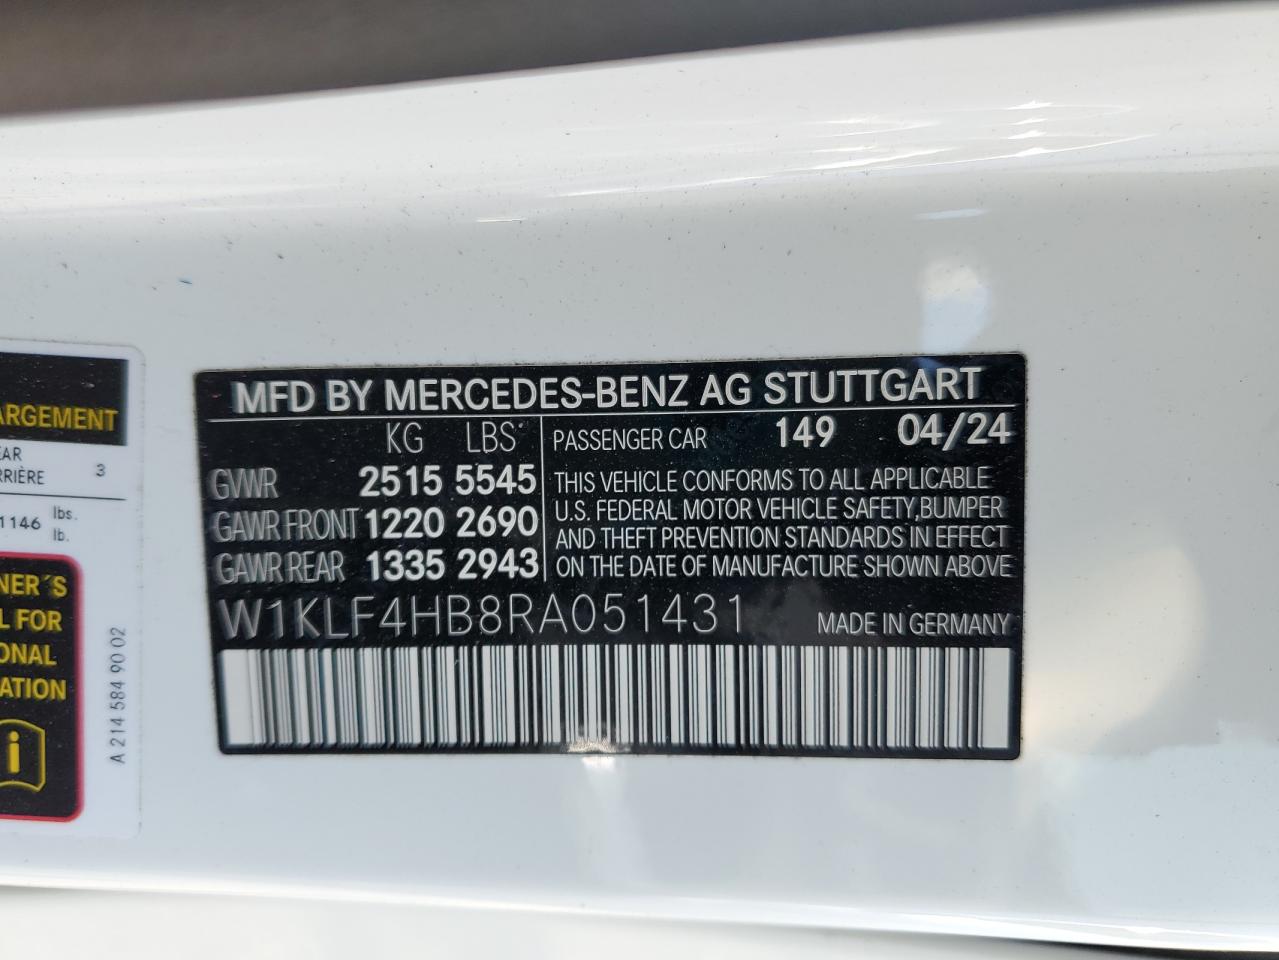 ARGEMENT
EAR
RRIÈRE 3
1146 lbs.
lb.
NER´S
L FOR
ONAL
ATION
i
A 214 584 90 02
MFD BY MERCEDES-BENZ AG STUTTGART
KG LBS
PASSENGER CAR 149 04/24
GVWR 2515 5545
GAWR FRONT 1220 2690
GAWR REAR 1335 2943
THIS VEHICLE CONFORMS TO ALL APPLICABLE
U.S. FEDERAL MOTOR VEHICLE SAFETY,BUMPER
AND THEFT PREVENTION STANDARDS IN EFFECT
ON THE DATE OF MANUFACTURE SHOWN ABOVE
W1KLF4HB8RA051431
MADE IN GERMANY